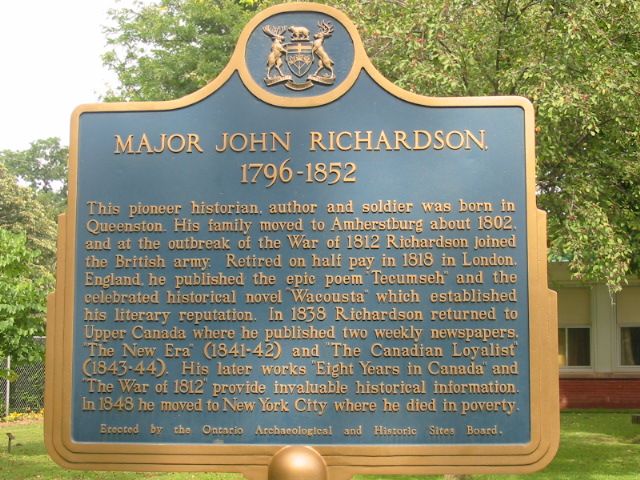 MAJOR JOHN RICHARDSON,
1796-1852
This pioneer historian, author and soldier was born in
Queenston. His family moved to Amherstburg about 1802,
and at the outbreak of the War of 1812 Richardson joined
the British army. Retired on half pay in 1818 in London,
England, he published the epic poem "Tecumseh" and the
celebrated historical novel "Wacousta" which established
his literary reputation. In 1838 Richardson returned to
Upper Canada where he published two weekly newspapers,
"The New Era" (1841-42) and "The Canadian Loyalist"
(1843-44). His later works "Eight Years in Canada" and
"The War of 1812" provide invaluable historical information.
In 1848 he moved to New York City where he died in poverty.
Erected by the Ontario Archaeological and Historic Sites Board.